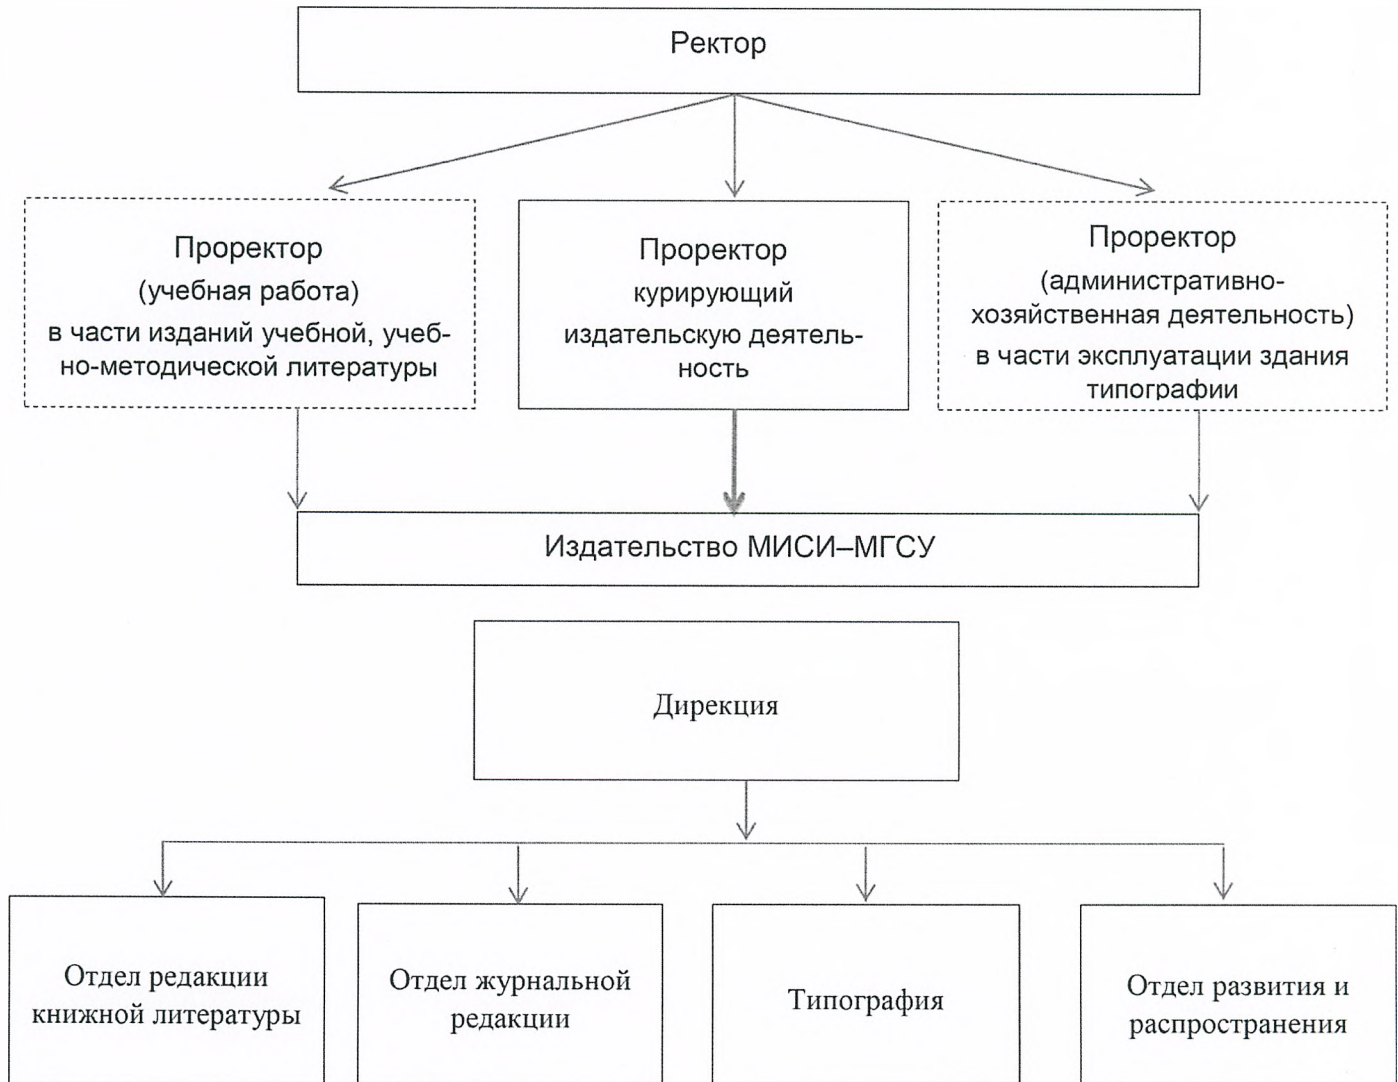 Ректор
Проректор
(учебная работа)
в части изданий учебной, учеб-
но-методической литературы
Проректор
курирующий
издательскую деятель-
ность
Проректор
(административно-
хозяйственная деятельность)
в части эксплуатации здания
типографии
Издательство МИСИ–МГСУ
Дирекция
Отдел редакции
книжной литературы
Отдел журнальной
редакции
Типография
Отдел развития и
распространения